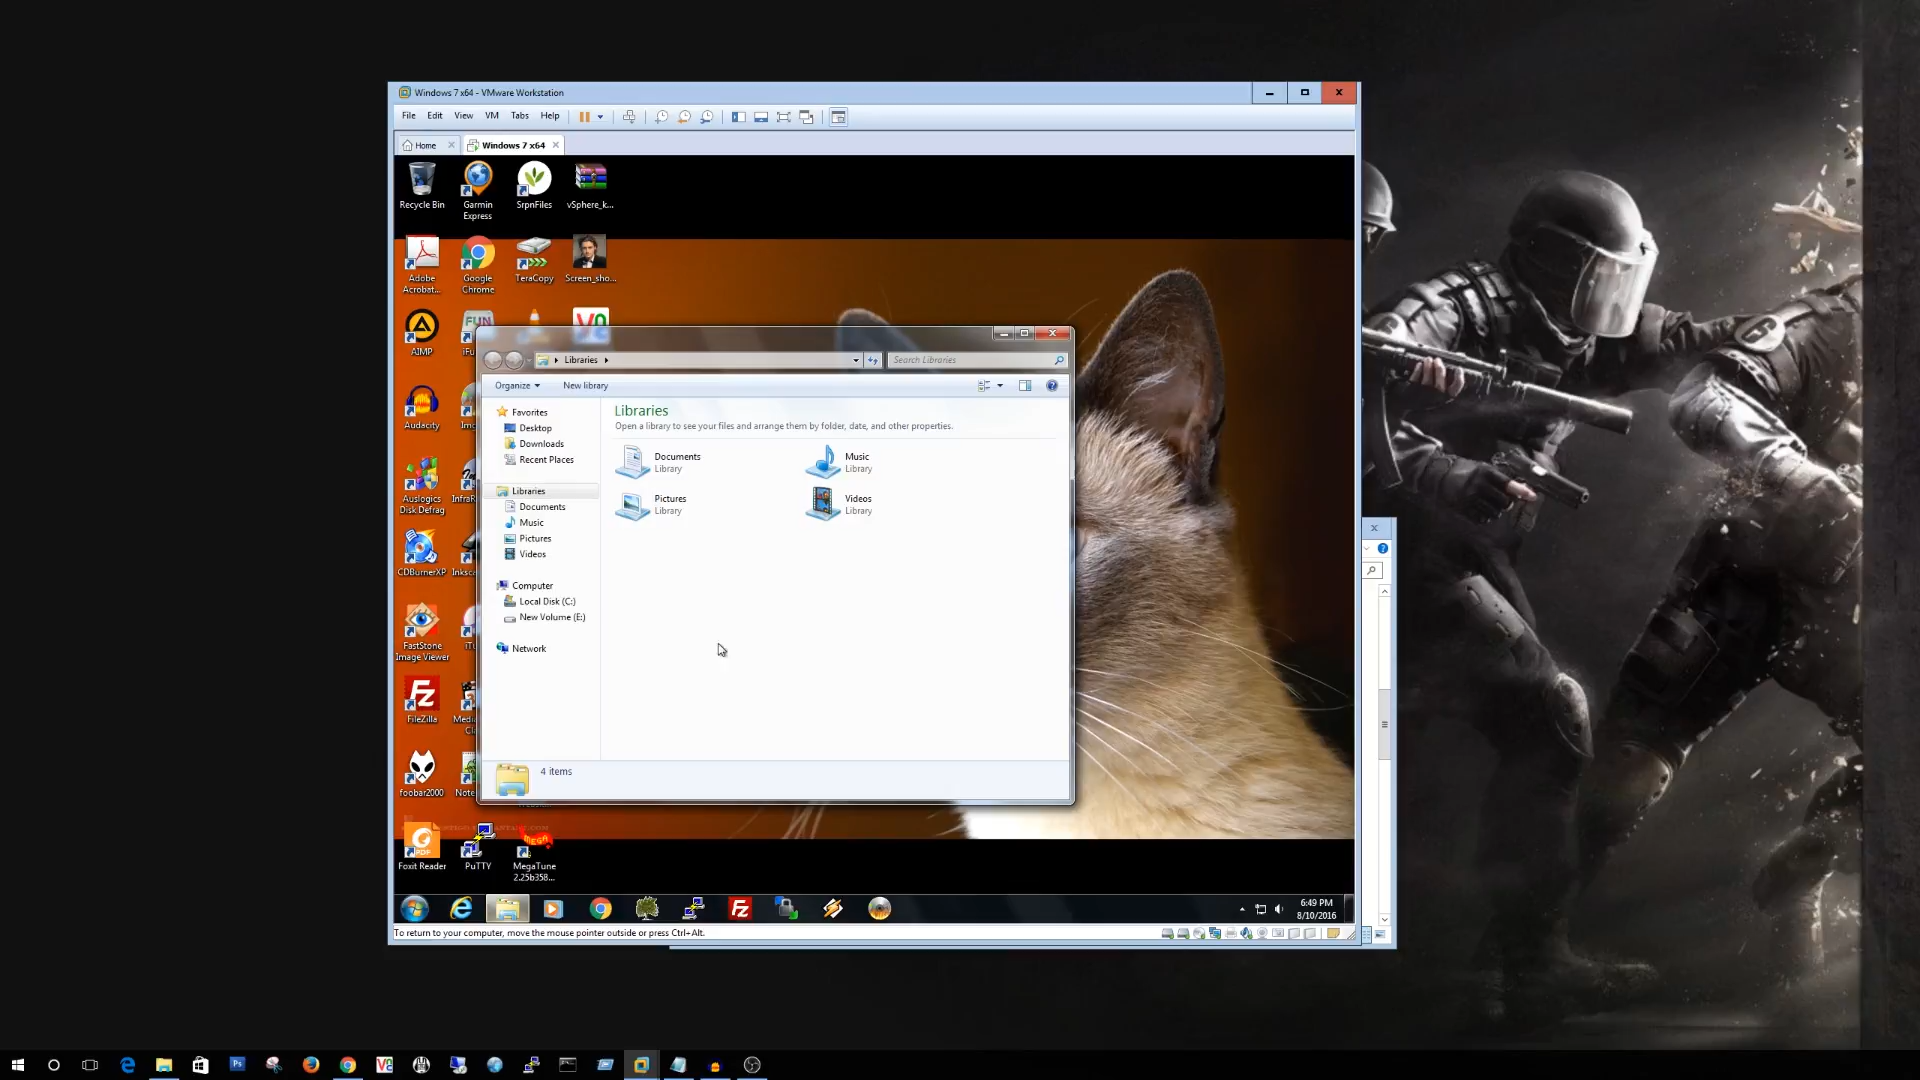 Windows 7 x64 - VMware Workstation
File Edit View VM Tabs Help
Home Windows 7 x64
Recycle Bin
Garmin
Express
SrpnFiles
vSphere_k...
Adobe
Acrobat...
Google
Chrome
TeraCopy
Screen_sho...
AIMP
Libraries
Search Libraries
Organize New library
Audacity
Auslogics
Disk Defrag
CDBurnerXP
FastStone
Image Viewer
FileZilla
foobar2000
Favorites
Desktop
Downloads
Recent Places
Libraries
Documents
Music
Pictures
Videos
Computer
Local Disk (C:)
New Volume (E:)
Network
Libraries
Open a library to see your files and arrange them by folder, date, and other properties.
Documents
Library
Music
Library
Pictures
Library
Videos
Library
4 items
Foxit Reader
PuTTY
MegaTune
2.25b358...
6:49 PM
8/10/2016
To return to your computer, move the mouse pointer outside or press Ctrl+Alt.